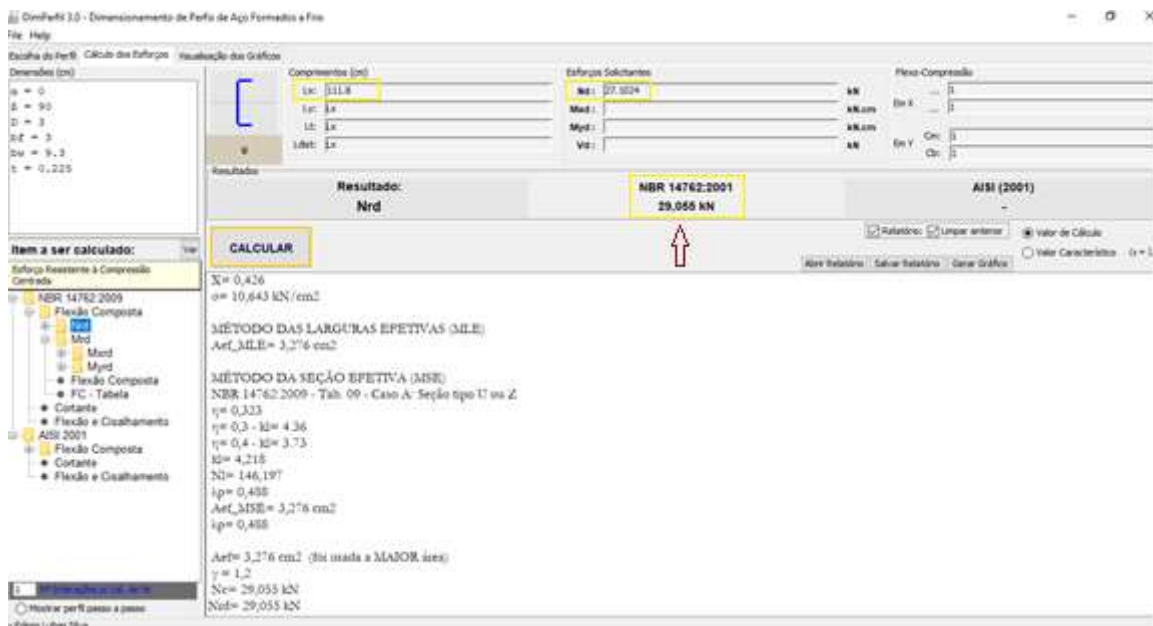 DimPerfil 3.0 - Dimensionamento de Perfis de Aço Formados a Frio
File Help
Escolha do Perfil Cálculo dos Esforços Visualização dos Gráficos
Dimensões (cm)
= 0
= 90
D = 3
bf = 3
bw = 9.3
t = 0.225
Comprimentos (cm)
Lx: 111.8
Ly: Lx
Lt: Lx
Ldist: Lx
U
Esforços Solicitantes
Nd: 27.1024 kN
Mxd: kN.cm
Myd: kN.cm
Vd: kN
Flexo-Compressão
Em X ... 1
... 1
Em Y Cm: 1
Cb: 1
Resultados
Resultado: NBR 14762:2001 AISI (2001)
Nrd 29,055 kN -
Item a ser calculado:
Esforço Resistente à Compressão Centrada
CALCULAR
Relatório: Limpar anterior Valor de Cálculo
Abrir Relatório Salvar Relatório Gerar Gráfico Valor Característico
NBR 14762:2009
Flexão Composta
Nrd
Mrd
Mxrd
Myrd
Flexão Composta
FC - Tabela
Cortante
Flexão e Cisalhamento
AISI 2001
Flexão Composta
Cortante
Flexão e Cisalhamento
X= 0,426
σ= 10,643 kN/cm2
MÉTODO DAS LARGURAS EFETIVAS (MLE)
Aef_MLE= 3,276 cm2
MÉTODO DA SEÇÃO EFETIVA (MSE)
NBR 14762:2009 - Tab. 09 - Caso A: Seção tipo U ou Z
η= 0,323
η= 0,3 - kl= 4.36
η= 0,4 - kl= 3.73
kl= 4,218
Nl= 146,197
λp= 0,488
Aef_MSE= 3,276 cm2
λp= 0,488
Aef= 3,276 cm2 (foi usada a MAIOR área)
γ = 1,2
Nc= 29,055 kN
Nrd= 29,055 kN
Mostrar perfil passo a passo